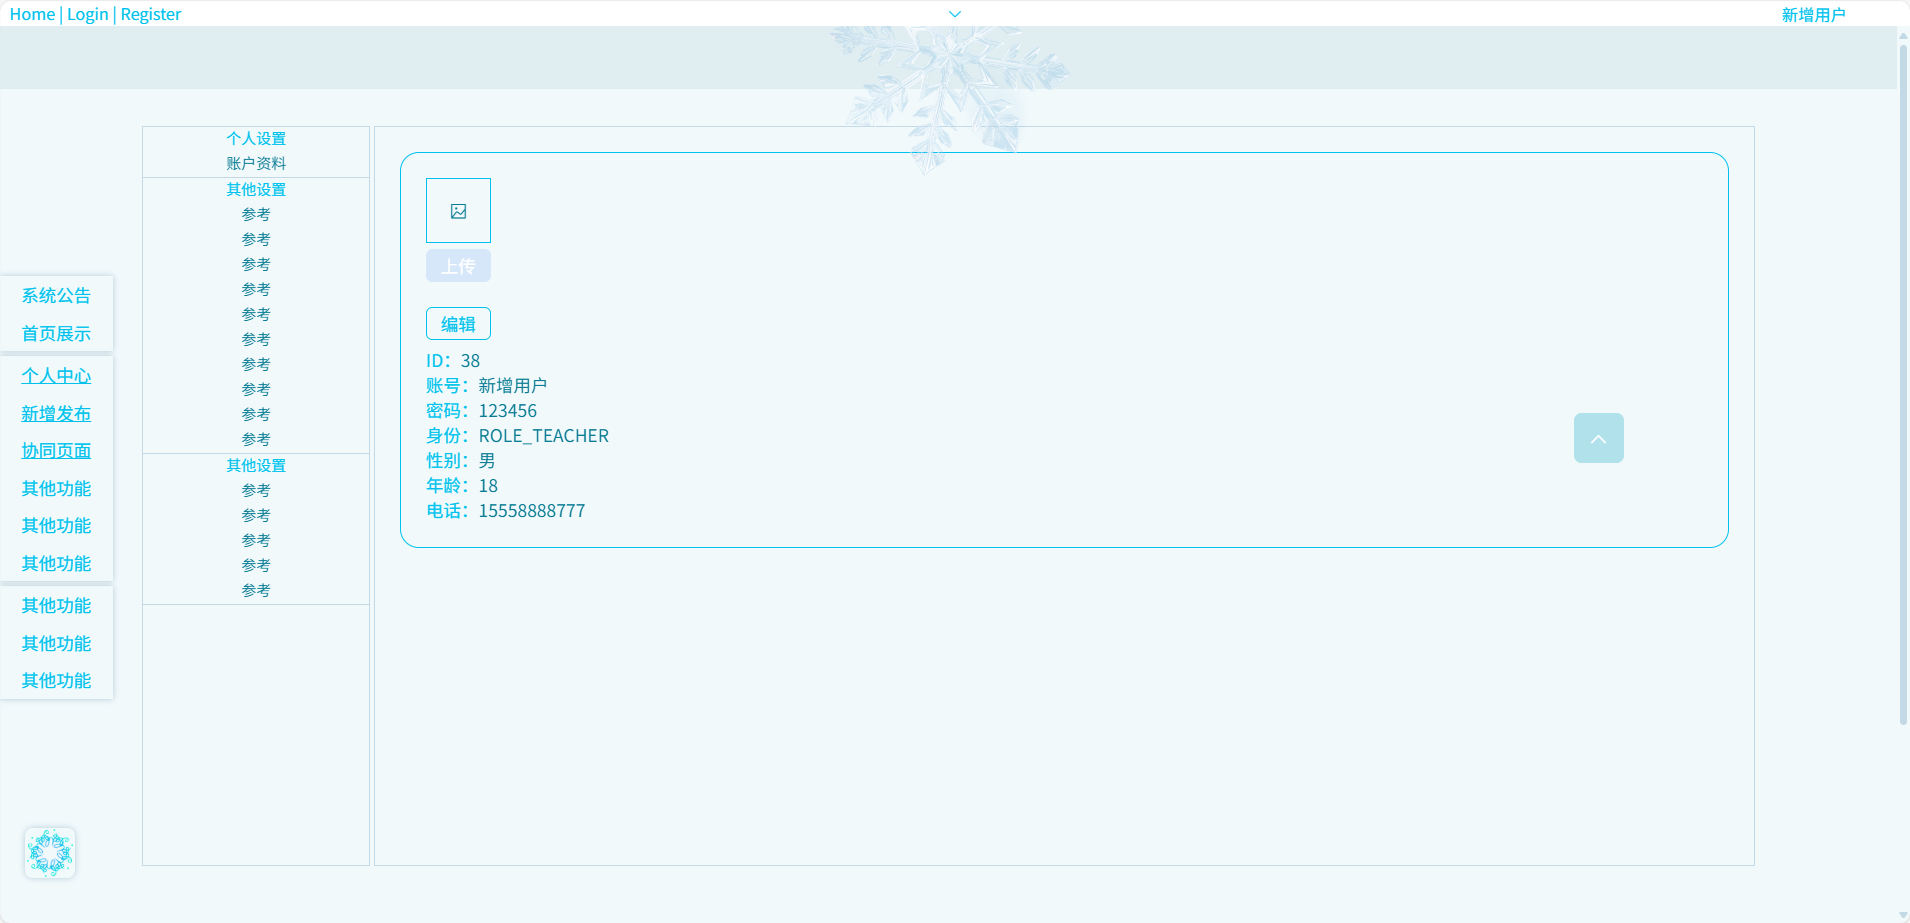 Home | Login | Register
新增用户
个人设置
账户资料
其他设置
参考
参考
参考
参考
参考
参考
参考
参考
参考
参考
其他设置
参考
参考
参考
参考
参考
系统公告
首页展示
个人中心
新增发布
协同页面
其他功能
其他功能
其他功能
其他功能
其他功能
其他功能
上传
编辑
ID：38
账号：新增用户
密码：123456
身份：ROLE_TEACHER
性别：男
年龄：18
电话：15558888777